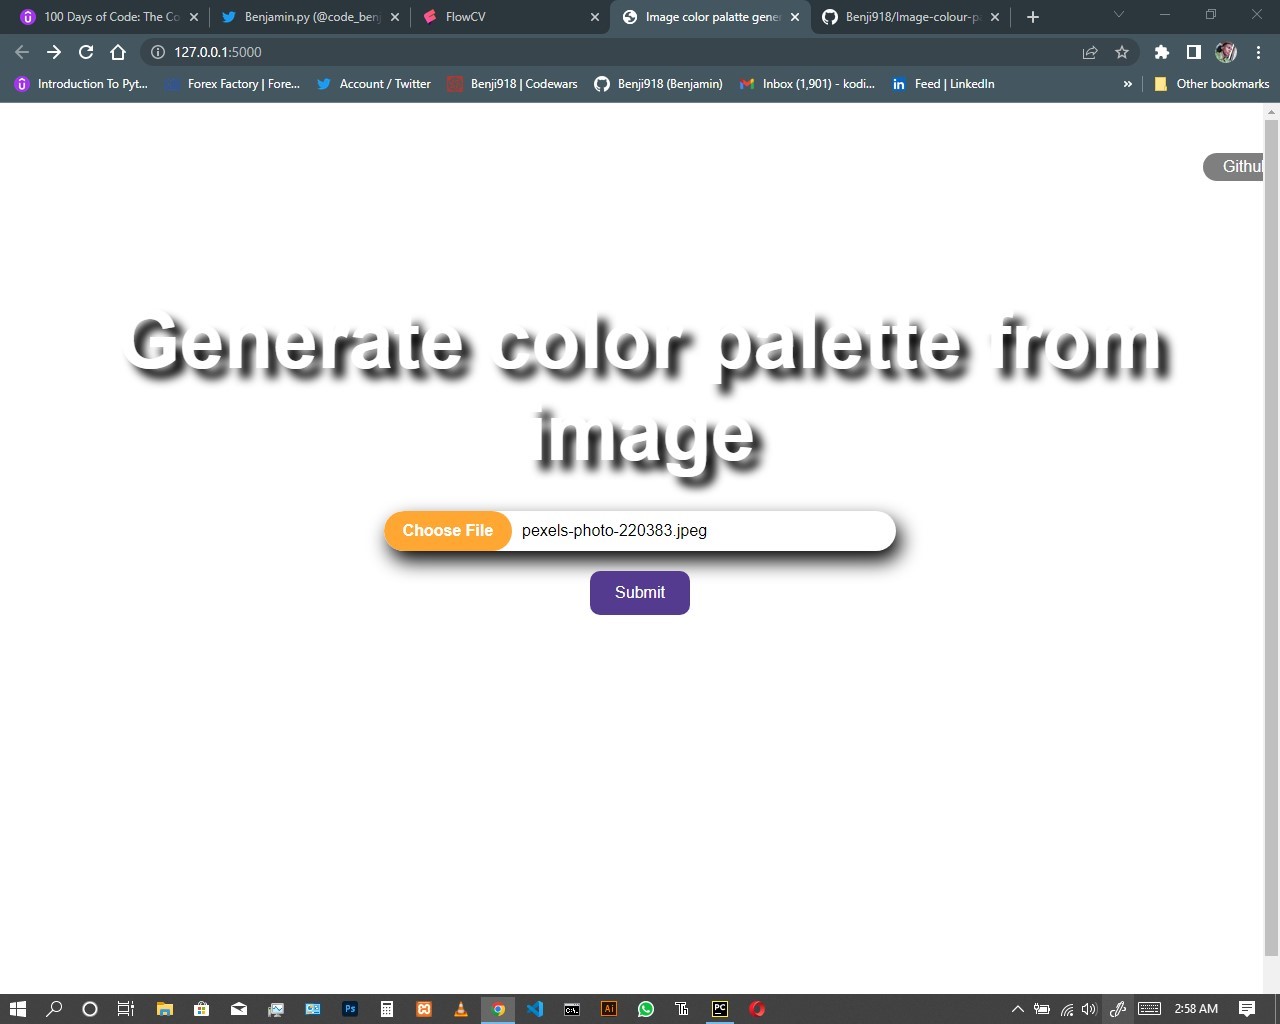 100 Days of Code: The Co
Benjamin.py (@code_benj
FlowCV
Image color palatte gene
Benji918/Image-colour-pa
127.0.0.1:5000
Introduction To Pyt...
Forex Factory | Fore...
Account / Twitter
Benji918 | Codewars
Benji918 (Benjamin)
Inbox (1,901) - kodi...
Feed | LinkedIn
»
Other bookmarks
Github
Generate color palette from
image
Choose File pexels-photo-220383.jpeg
Submit
2:58 AM